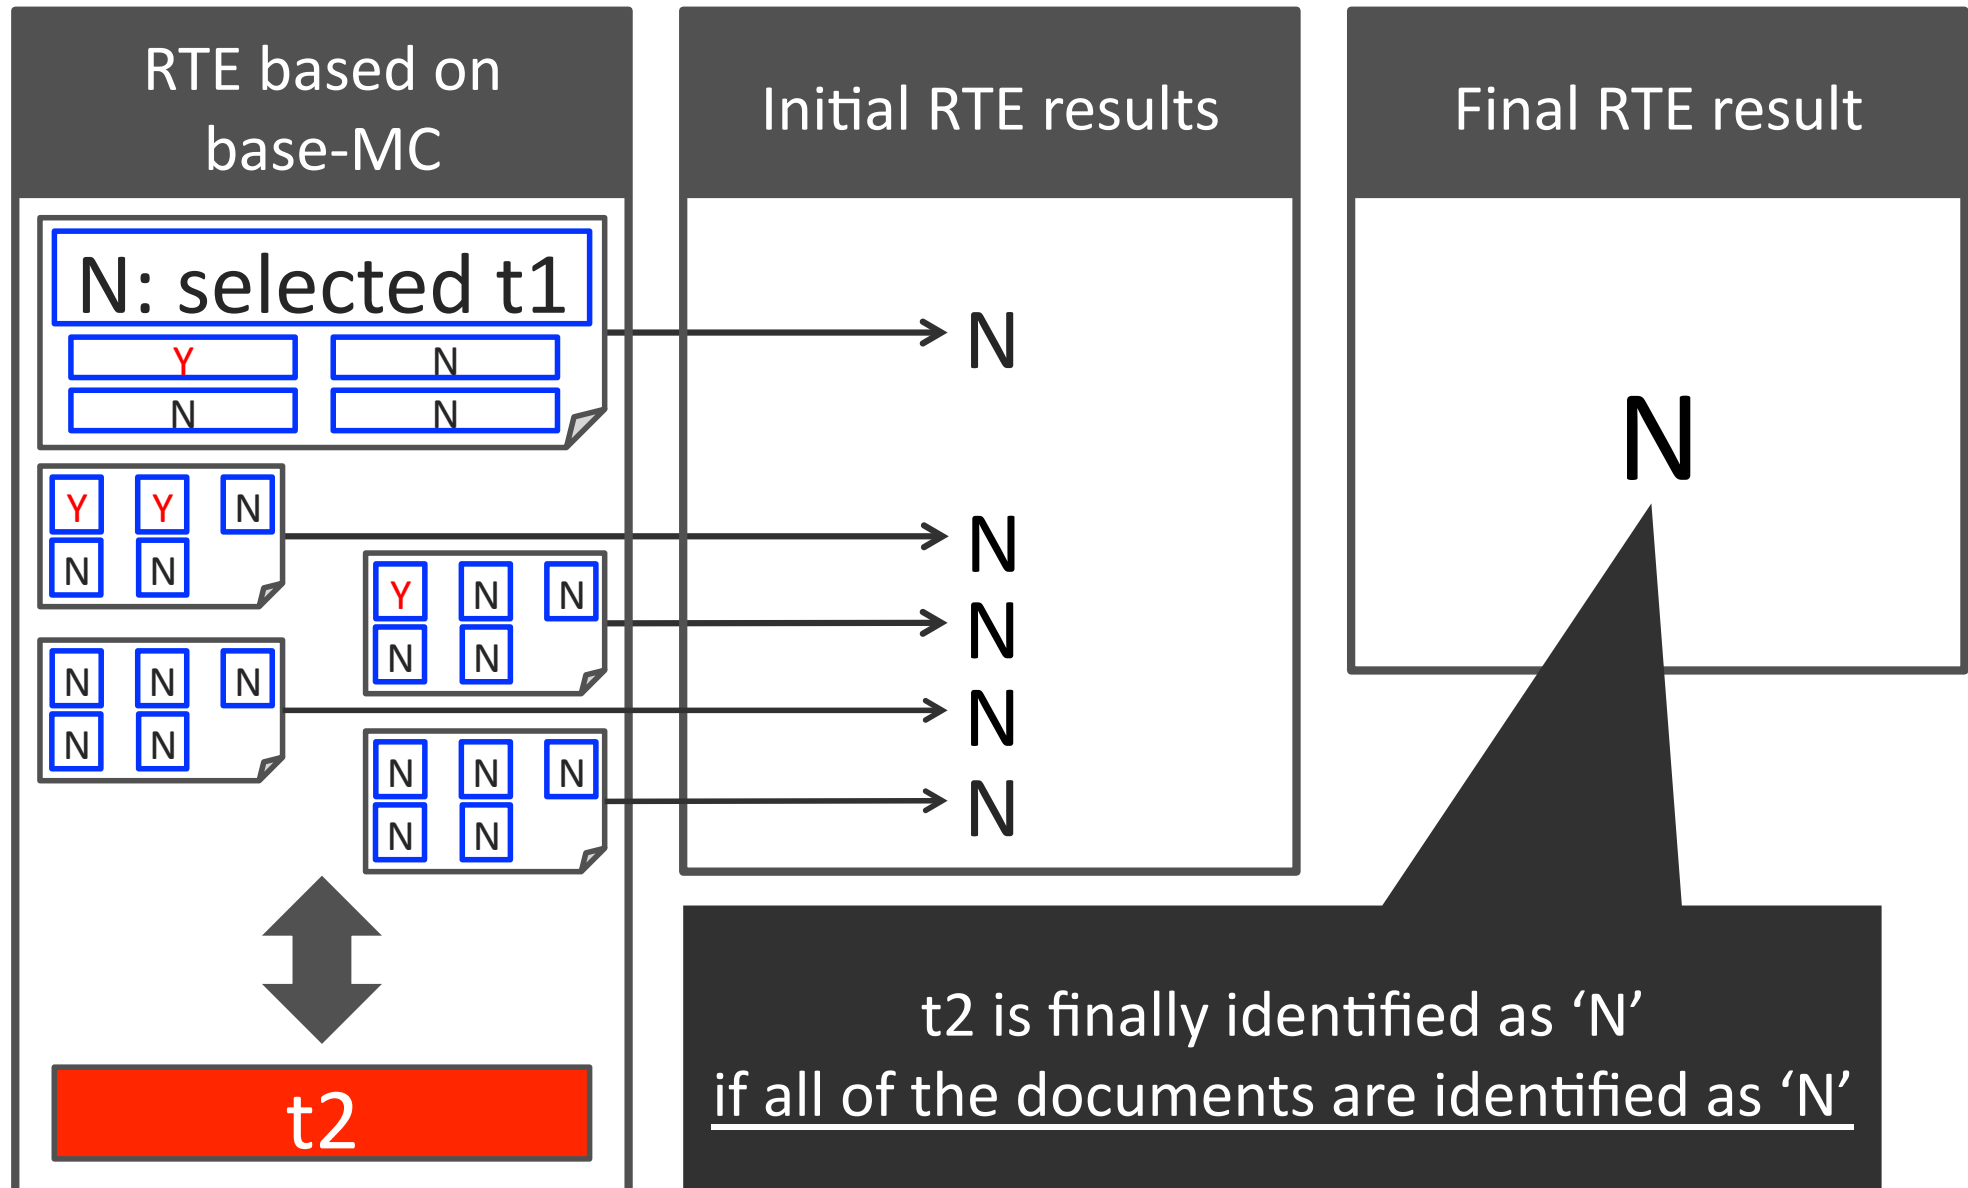 RTE based on
base-MC
N: selected t1
Y N
N N
Y Y N
N N
Y N N
N N
N N N
N N
N N N
N N
t2
Initial RTE results
N
N
N
N
N
Final RTE result
N
t2 is finally identified as ‘N’
if all of the documents are identified as ‘N’